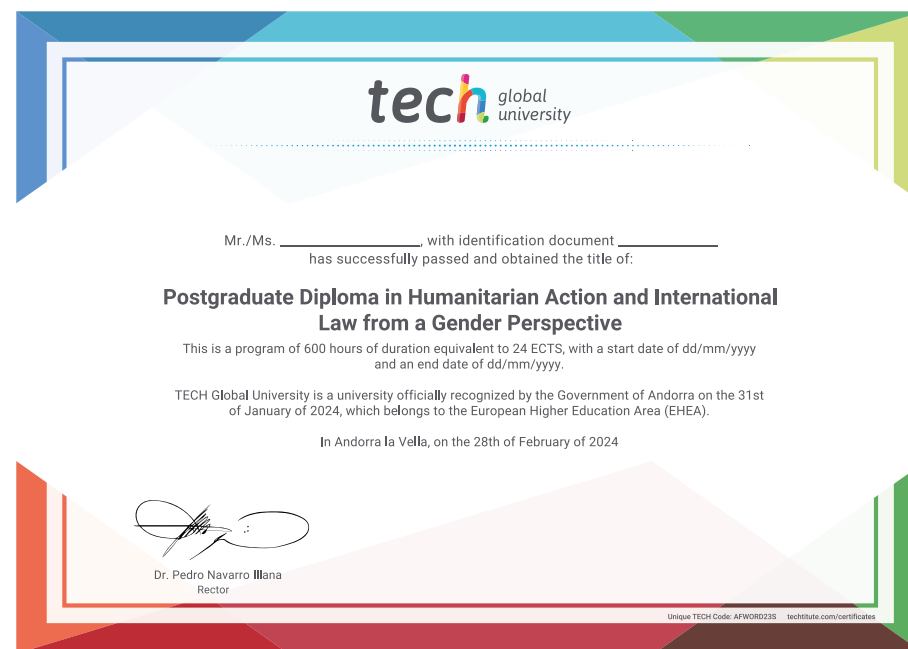 tech global
university
Mr./Ms. ____________________, with identification document ______________
has successfully passed and obtained the title of:
Postgraduate Diploma in Humanitarian Action and International
Law from a Gender Perspective
This is a program of 600 hours of duration equivalent to 24 ECTS, with a start date of dd/mm/yyyy
and an end date of dd/mm/yyyy.
TECH Global University is a university officially recognized by the Government of Andorra on the 31st
of January of 2024, which belongs to the European Higher Education Area (EHEA).
In Andorra la Vella, on the 28th of February of 2024
Dr. Pedro Navarro Illana
Rector
Unique TECH Code: AFWORD23S techtitute.com/certificates